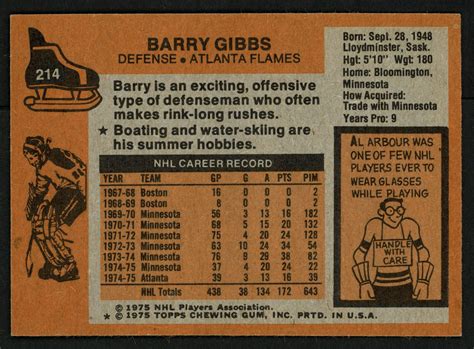 214
BARRY GIBBS
DEFENSE • ATLANTA FLAMES
Barry is an exciting, offensive
type of defenseman who often
makes rink-long rushes.
★ Boating and water-skiing are
his summer hobbies.
Born: Sept. 28, 1948
Lloydminster, Sask.
Hgt: 5'10" Wgt: 180
Home: Bloomington,
Minnesota
How Acquired:
Trade with Minnesota
Years Pro: 9
NHL CAREER RECORD
YEAR TEAM GP G A PTS PIM
1967-68 Boston 16 0 0 0 2
1968-69 Boston 8 0 0 0 2
1969-70 Minnesota 56 3 13 16 182
1970-71 Minnesota 68 5 15 20 132
1971-72 Minnesota 75 4 20 24 128
1972-73 Minnesota 63 10 24 34 54
1973-74 Minnesota 76 9 29 38 82
1974-75 Minnesota 37 4 20 24 22
1974-75 Atlanta 39 3 13 16 39
NHL Totals 438 38 134 172 643
© 1975 NHL Players Association.
★ © 1975 TOPPS CHEWING GUM, INC. PRTD. IN U.S.A.
AL ARBOUR WAS
ONE OF FEW NHL
PLAYERS EVER TO
WEAR GLASSES
WHILE PLAYING
HANDLE
WITH
CARE